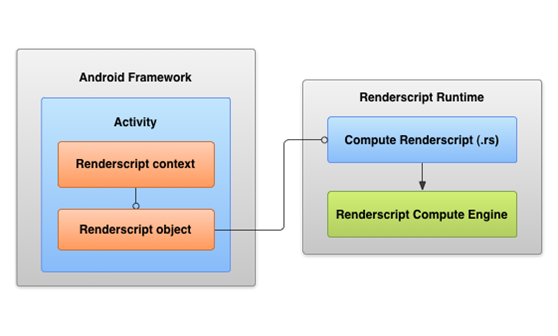 Android Framework
Activity
Renderscript context
Renderscript object
Renderscript Runtime
Compute Renderscript (.rs)
Renderscript Compute Engine